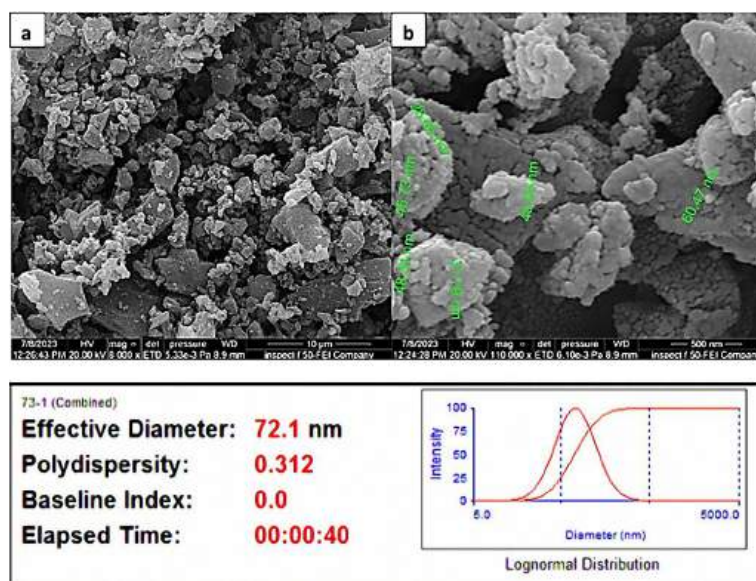 a
b
60.47 nm
7/8/2023 HV mag det pressure WD 10 µm
12:26:43 PM 20.00 kV 8 000 x ETD 5.33e-3 Pa 8.9 mm inspect f 50-FEI Company
7/8/2023 HV mag det pressure WD 500 nm
12:24:28 PM 20.00 kV 110 000 x ETD 6.10e-3 Pa 8.9 mm inspect f 50-FEI Company
73-1 (Combined)
Effective Diameter: 72.1 nm
Polydispersity: 0.312
Baseline Index: 0.0
Elapsed Time: 00:00:40
Intensity
100
75
50
25
0
5.0 5000.0
Diameter (nm)
Lognormal Distribution